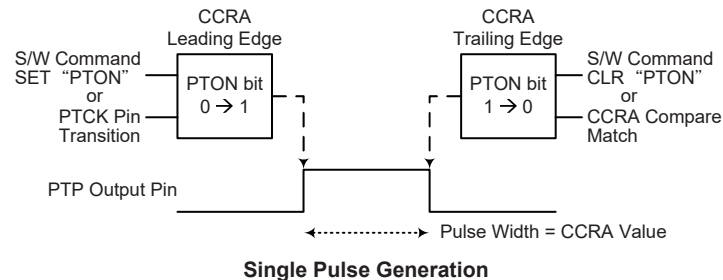 CCRA
Leading Edge
CCRA
Trailing Edge
S/W Command
SET “PTON”
or
PTCK Pin
Transition
PTON bit
0 → 1
PTON bit
1 → 0
S/W Command
CLR “PTON”
or
CCRA Compare
Match
PTP Output Pin
Pulse Width = CCRA Value
Single Pulse Generation